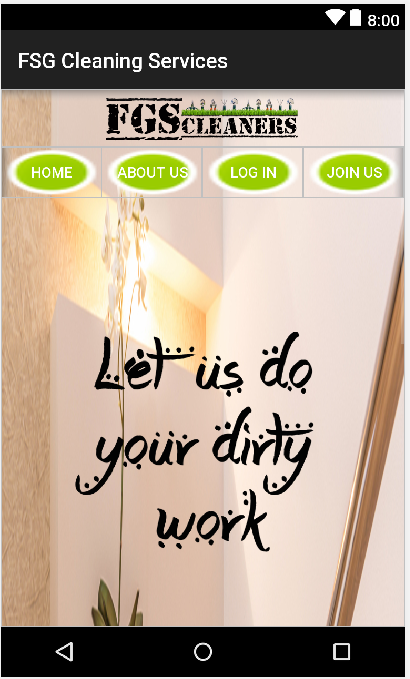 8:00
FSG Cleaning Services
FGS CLEANERS
HOME ABOUT US LOG IN JOIN US
Let us do
your dirty
work